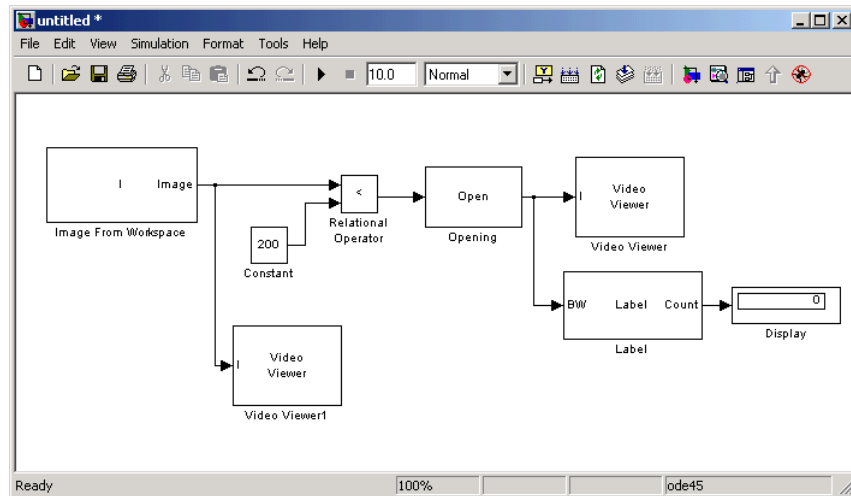 untitled *
File Edit View Simulation Format Tools Help
10.0 Normal
I Image
Image From Workspace
200
Constant
<
Relational
Operator
Open
Opening
I Video
Viewer
Video Viewer
BW Label Count
Label
0
Display
I Video
Viewer
Video Viewer1
Ready 100% ode45